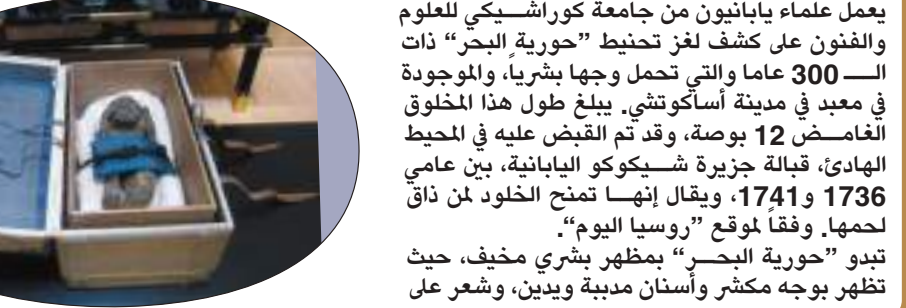 يعمل علماء يابانيون من جامعة كوراشيكي للعلوم
والفنون على كشف لغز تحنيط ”حورية البحر“ ذات
الـ 300 عاما والتي تحمل وجها بشرياً، والموجودة
في معبد في مدينة أساكوتشي. يبلغ طول هذا المخلوق
الغامض 12 بوصة، وقد تم القبض عليه في المحيط
الهادئ، قبالة جزيرة شيكوكو اليابانية، بين عامي
1736 و1741، ويقال إنها تمنح الخلود لمن ذاق
لحمها. وفقاً لموقع ”روسيا اليوم“.
تبدو ”حورية البحر“ بمظهر بشري مخيف، حيث
تظهر بوجه مكشر وأسنان مدببة ويدين، وشعر على